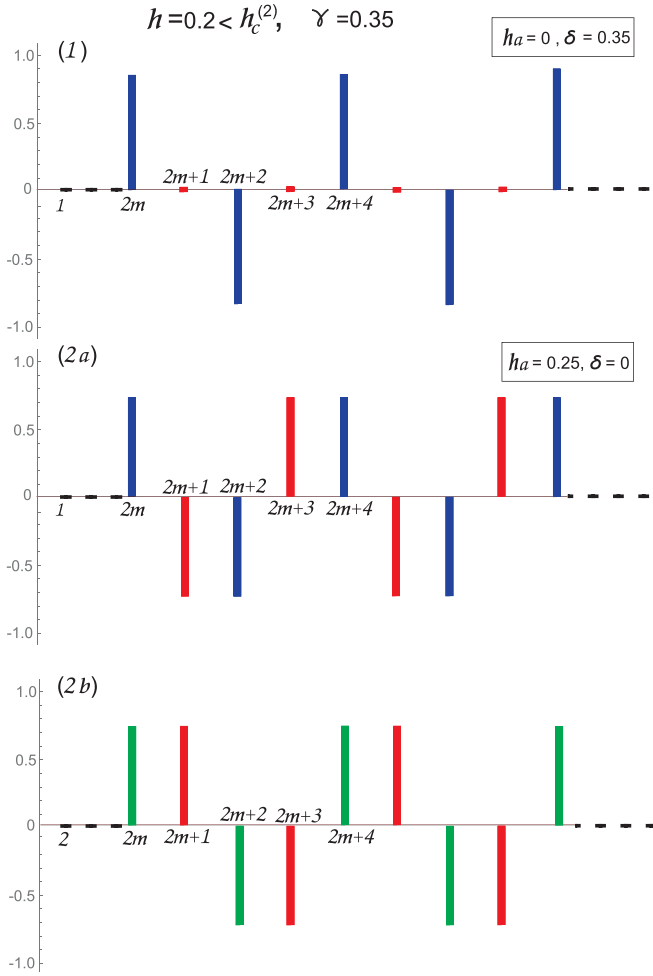 h = 0.2 < h_c^(2), γ = 0.35
h_a = 0 , δ = 0.35
(1)
1.0
0.5
2m+1 2m+2
0
1 2m 2m+3 2m+4
-0.5
-1.0
(2a)
h_a = 0.25, δ = 0
1.0
0.5
2m+1 2m+2
0
1 2m 2m+3 2m+4
-0.5
-1.0
(2b)
1.0
0.5
2m+2 2m+3
0
2 2m 2m+1 2m+4
-0.5
-1.0